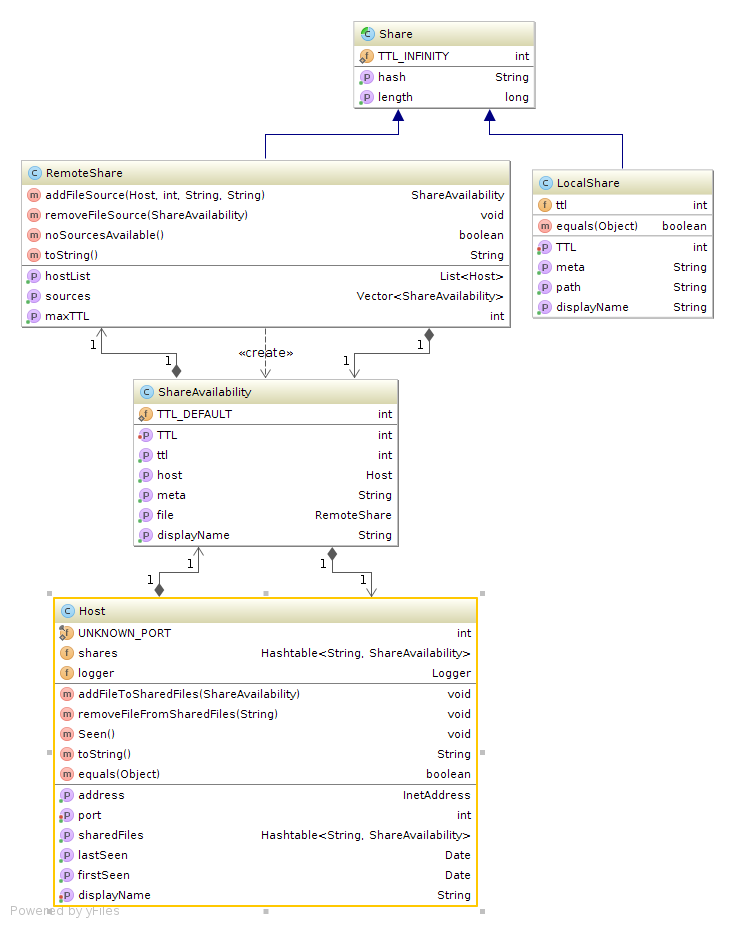 Share
TTL_INFINITY int
hash String
length long
RemoteShare
addFileSource(Host, int, String, String) ShareAvailability
removeFileSource(ShareAvailability) void
noSourcesAvailable() boolean
toString() String
hostList List<Host>
sources Vector<ShareAvailability>
maxTTL int
LocalShare
ttl int
equals(Object) boolean
TTL int
meta String
path String
displayName String
1
1
«create»
1
1
ShareAvailability
TTL_DEFAULT int
TTL int
ttl int
host Host
meta String
file RemoteShare
displayName String
1
1
1
1
Host
UNKNOWN_PORT int
shares Hashtable<String, ShareAvailability>
logger Logger
addFileToSharedFiles(ShareAvailability) void
removeFileFromSharedFiles(String) void
Seen() void
toString() String
equals(Object) boolean
address InetAddress
port int
sharedFiles Hashtable<String, ShareAvailability>
lastSeen Date
firstSeen Date
displayName String
Powered by yFiles